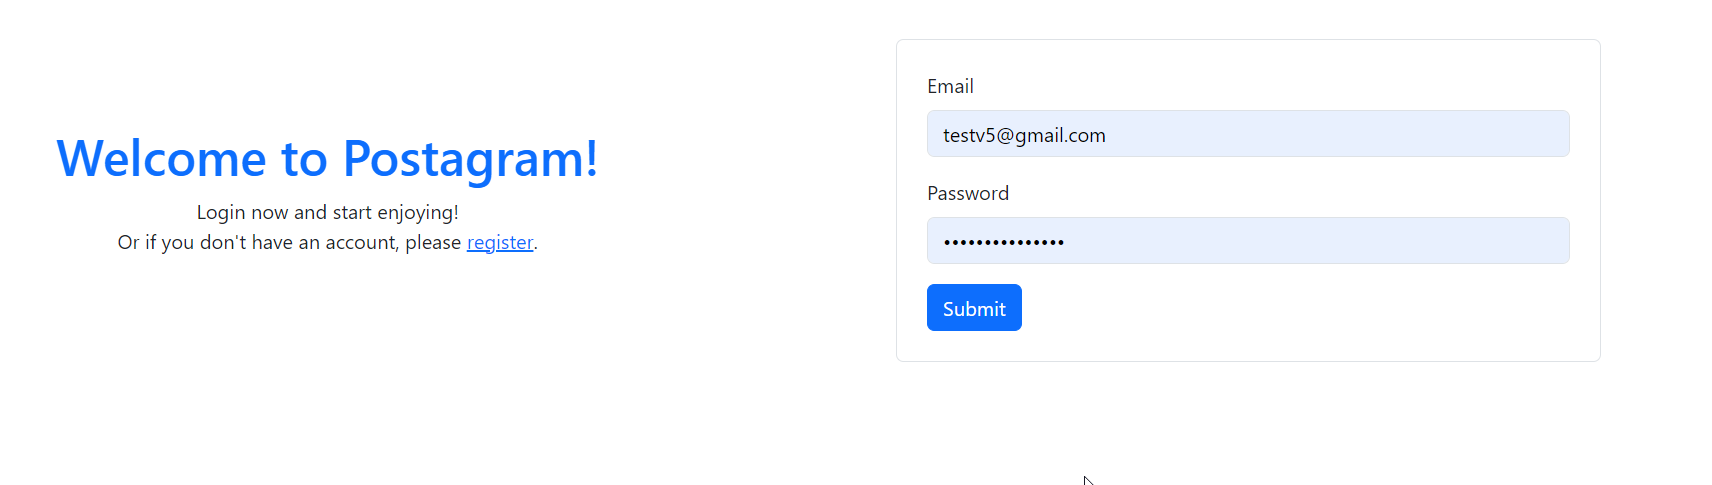 Welcome to Postagram!
Login now and start enjoying!
Or if you don't have an account, please register.
Email
testv5@gmail.com
Password
•••••••••••••••
Submit